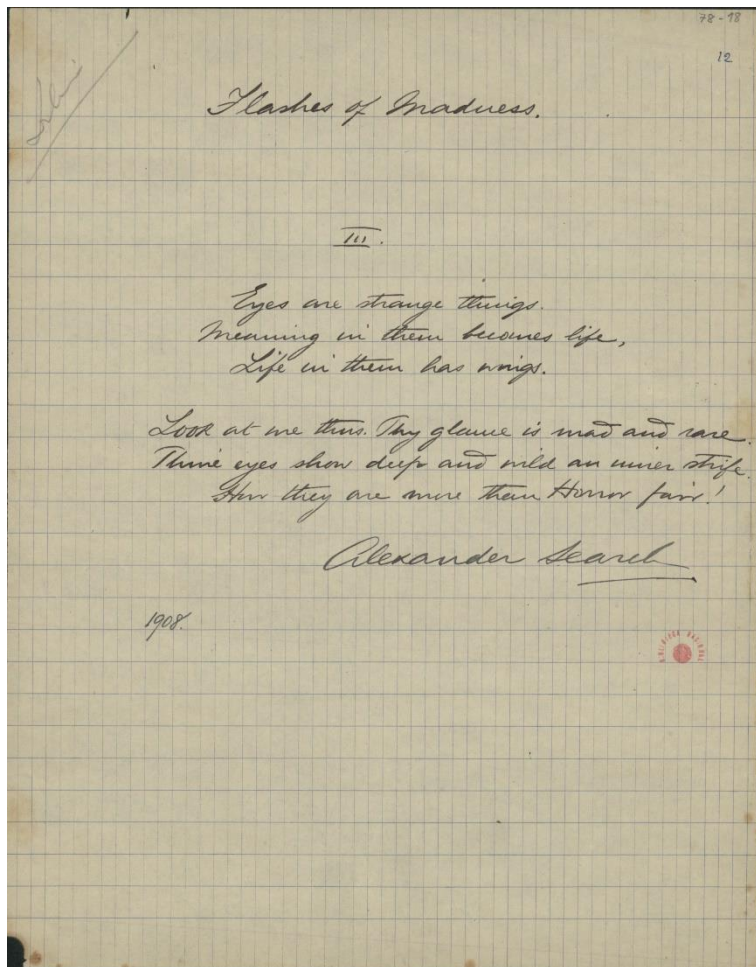 78-98
12
Flashes of Madness.
III.
Eyes are strange things.
Meaning in them becomes life,
Life in them has wings.
Look at me thus. Thy glance is mad and rare.
Thine eyes show deep and wild an inner strife.
How they are more than Horror fair!
Alexander Search
1908.